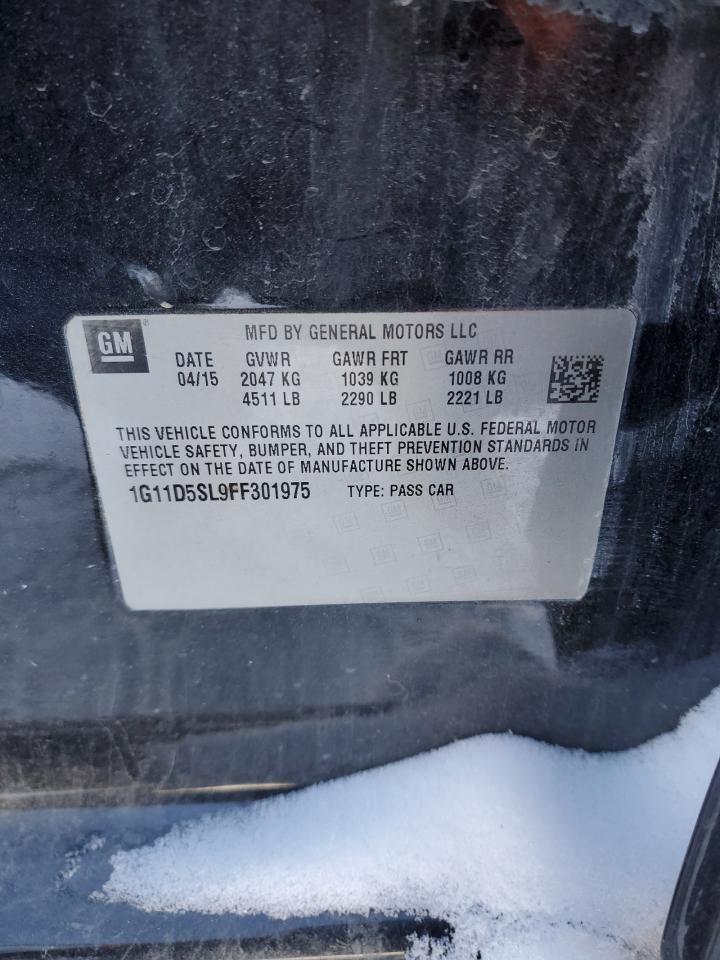 GM ®
MFD BY GENERAL MOTORS LLC
DATE GVWR GAWR FRT GAWR RR
04/15 2047 KG 1039 KG 1008 KG
4511 LB 2290 LB 2221 LB
THIS VEHICLE CONFORMS TO ALL APPLICABLE U.S. FEDERAL MOTOR
VEHICLE SAFETY, BUMPER, AND THEFT PREVENTION STANDARDS IN
EFFECT ON THE DATE OF MANUFACTURE SHOWN ABOVE.
1G11D5SL9FF301975 TYPE: PASS CAR